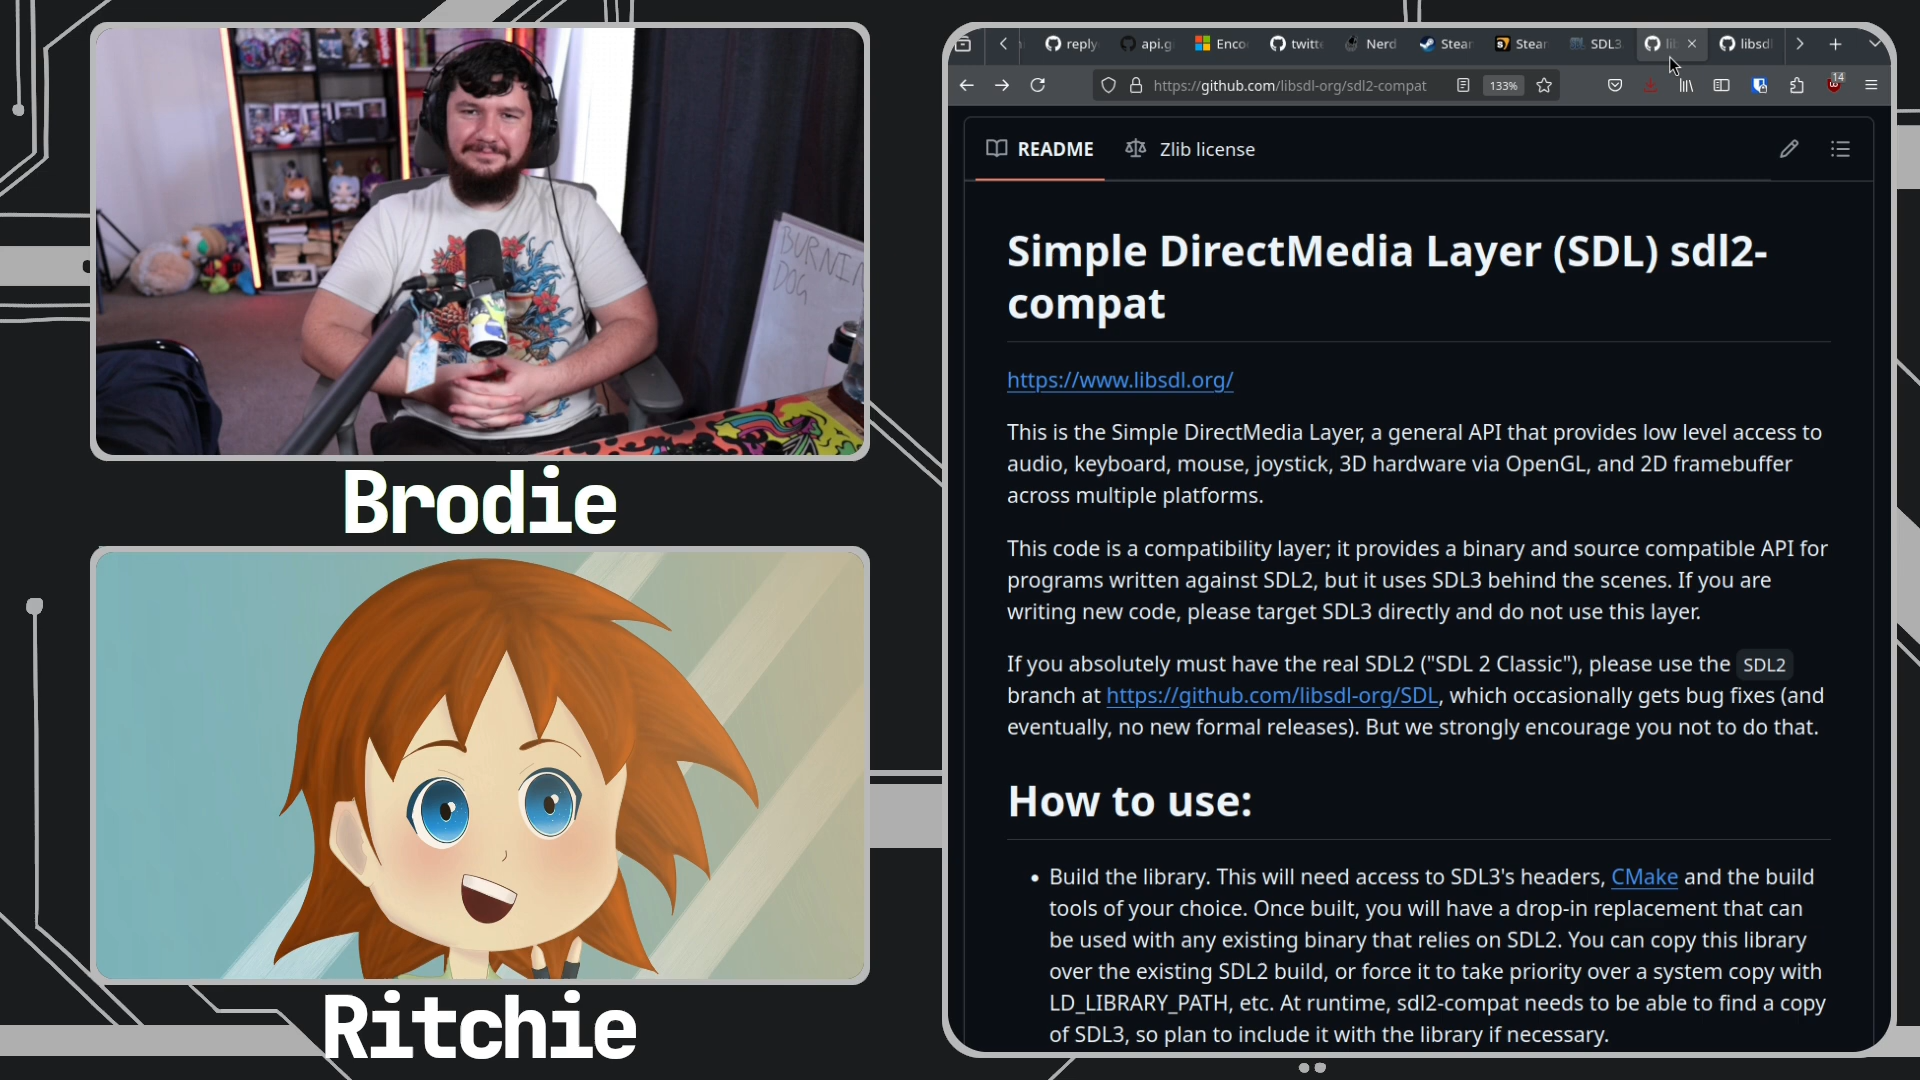 reply
api.g
Enco
twitt
Nerd
Stear
Stear
SDL3
lib
libsdl
https://github.com/libsdl-org/sdl2-compat
133%
14
README
Zlib license
Simple DirectMedia Layer (SDL) sdl2-
compat
https://www.libsdl.org/
This is the Simple DirectMedia Layer, a general API that provides low level access to
audio, keyboard, mouse, joystick, 3D hardware via OpenGL, and 2D framebuffer
across multiple platforms.
This code is a compatibility layer; it provides a binary and source compatible API for
programs written against SDL2, but it uses SDL3 behind the scenes. If you are
writing new code, please target SDL3 directly and do not use this layer.
If you absolutely must have the real SDL2 ("SDL 2 Classic"), please use the SDL2
branch at https://github.com/libsdl-org/SDL, which occasionally gets bug fixes (and
eventually, no new formal releases). But we strongly encourage you not to do that.
How to use:
• Build the library. This will need access to SDL3's headers, CMake and the build
tools of your choice. Once built, you will have a drop-in replacement that can
be used with any existing binary that relies on SDL2. You can copy this library
over the existing SDL2 build, or force it to take priority over a system copy with
LD_LIBRARY_PATH, etc. At runtime, sdl2-compat needs to be able to find a copy
of SDL3, so plan to include it with the library if necessary.
BURNIN
DOG
Brodie
Ritchie